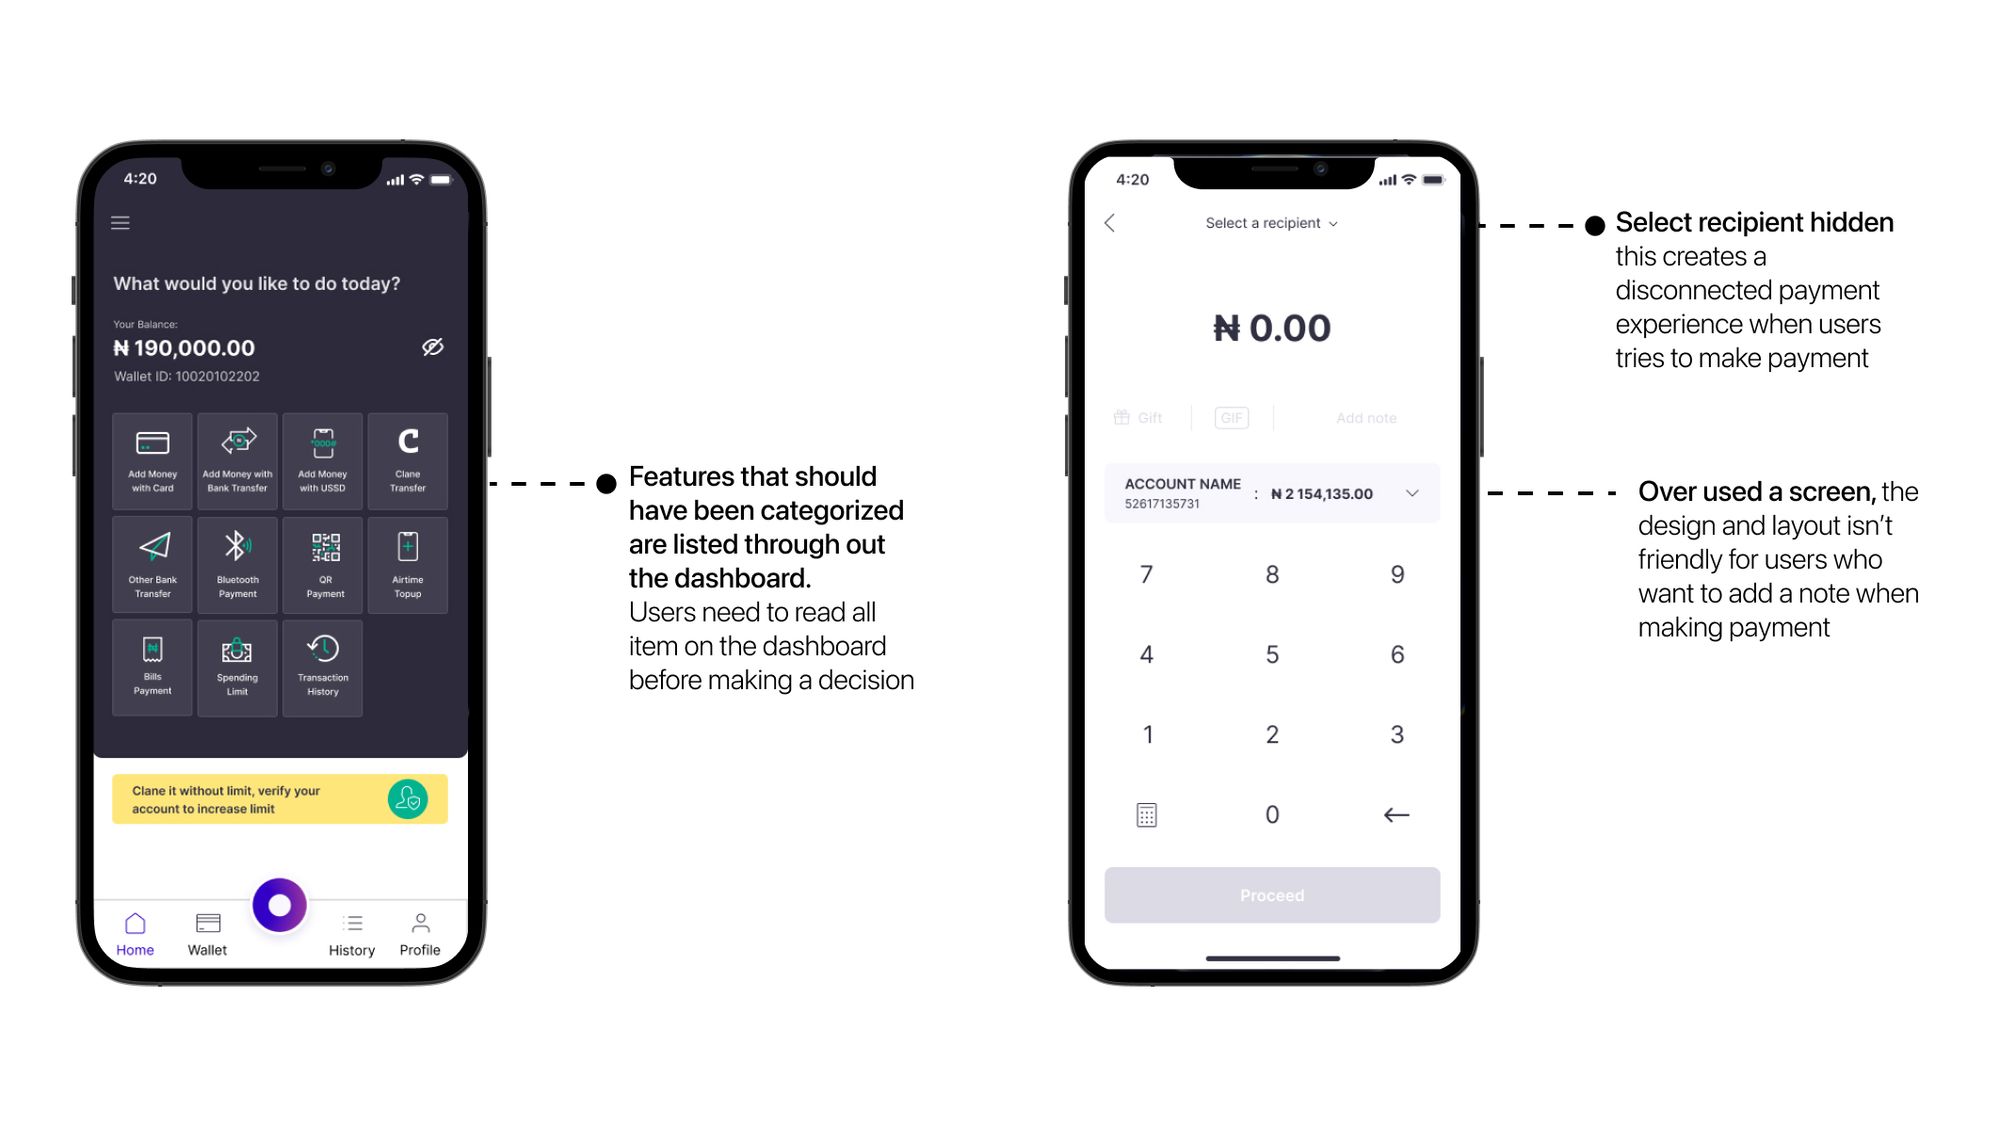 4:20
What would you like to do today?
Your Balance:
₦ 190,000.00
Wallet ID: 10020102202
Add Money
with Card
Add Money with
Bank Transfer
*000#
Add Money
with USSD
C
Clane
Transfer
Other Bank
Transfer
Bluetooth
Payment
QR
Payment
Airtime
Topup
Bills
Payment
Spending
Limit
Transaction
History
Clane it without limit, verify your
account to increase limit
Home
Wallet
History
Profile
Features that should
have been categorized
are listed through out
the dashboard.
Users need to read all
item on the dashboard
before making a decision
4:20
Select a recipient
₦ 0.00
Gift
GIF
Add note
ACCOUNT NAME
52617135731
: ₦ 2 154,135.00
7 8 9
4 5 6
1 2 3
0
Proceed
Select recipient hidden
this creates a
disconnected payment
experience when users
tries to make payment
Over used a screen, the
design and layout isn’t
friendly for users who
want to add a note when
making payment